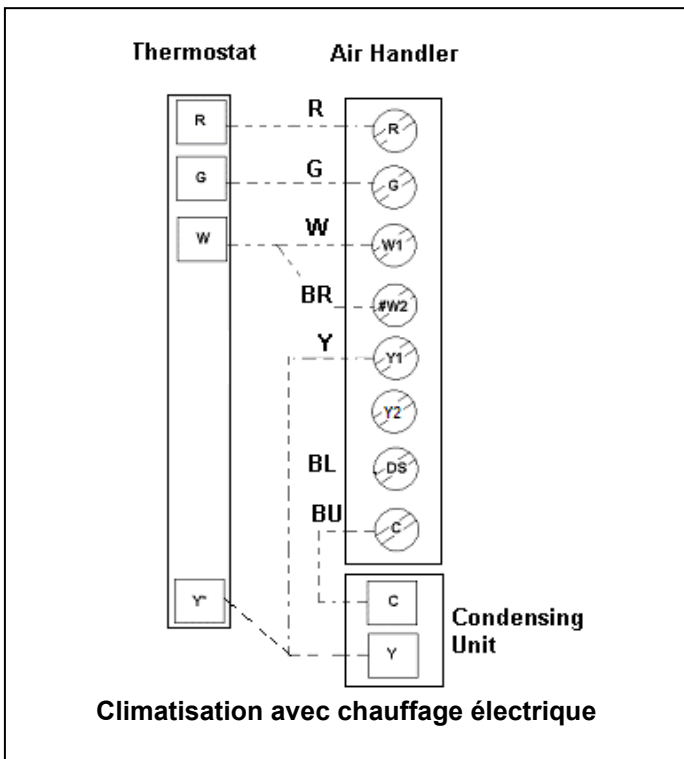 Thermostat Air Handler
R R R
G G G
W W W1
BR #W2
Y Y1
Y2
BL DS
BU C
C
Y" Y
Condensing
Unit
Climatisation avec chauffage électrique